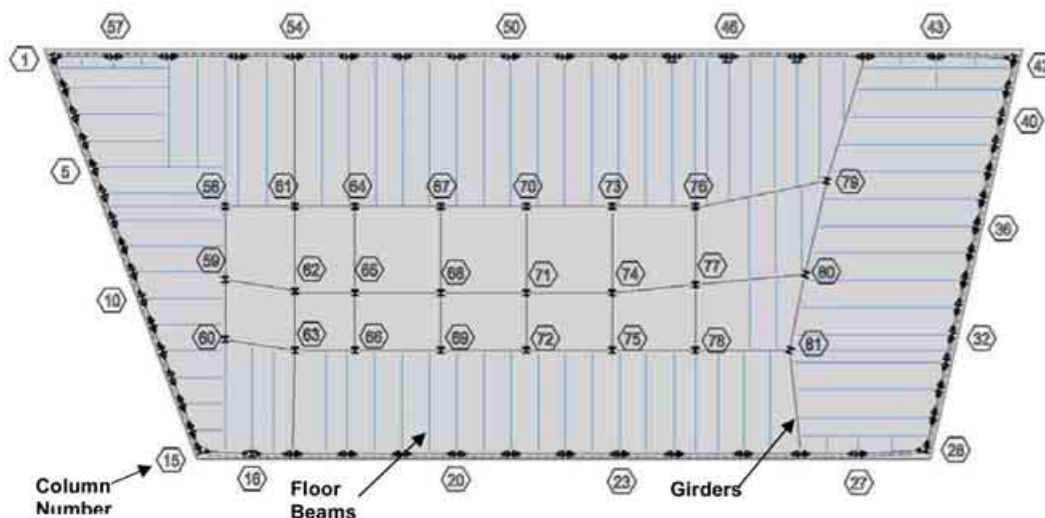 57 54 50 46 43
1
42
40
5
58 61 64 67 70 73 76 79
36
59 62 65 68 71 74 77 80
10
60 63 66 69 72 75 78 81
32
15 16 20 23 27 28
Column
Number
Floor
Beams
Girders